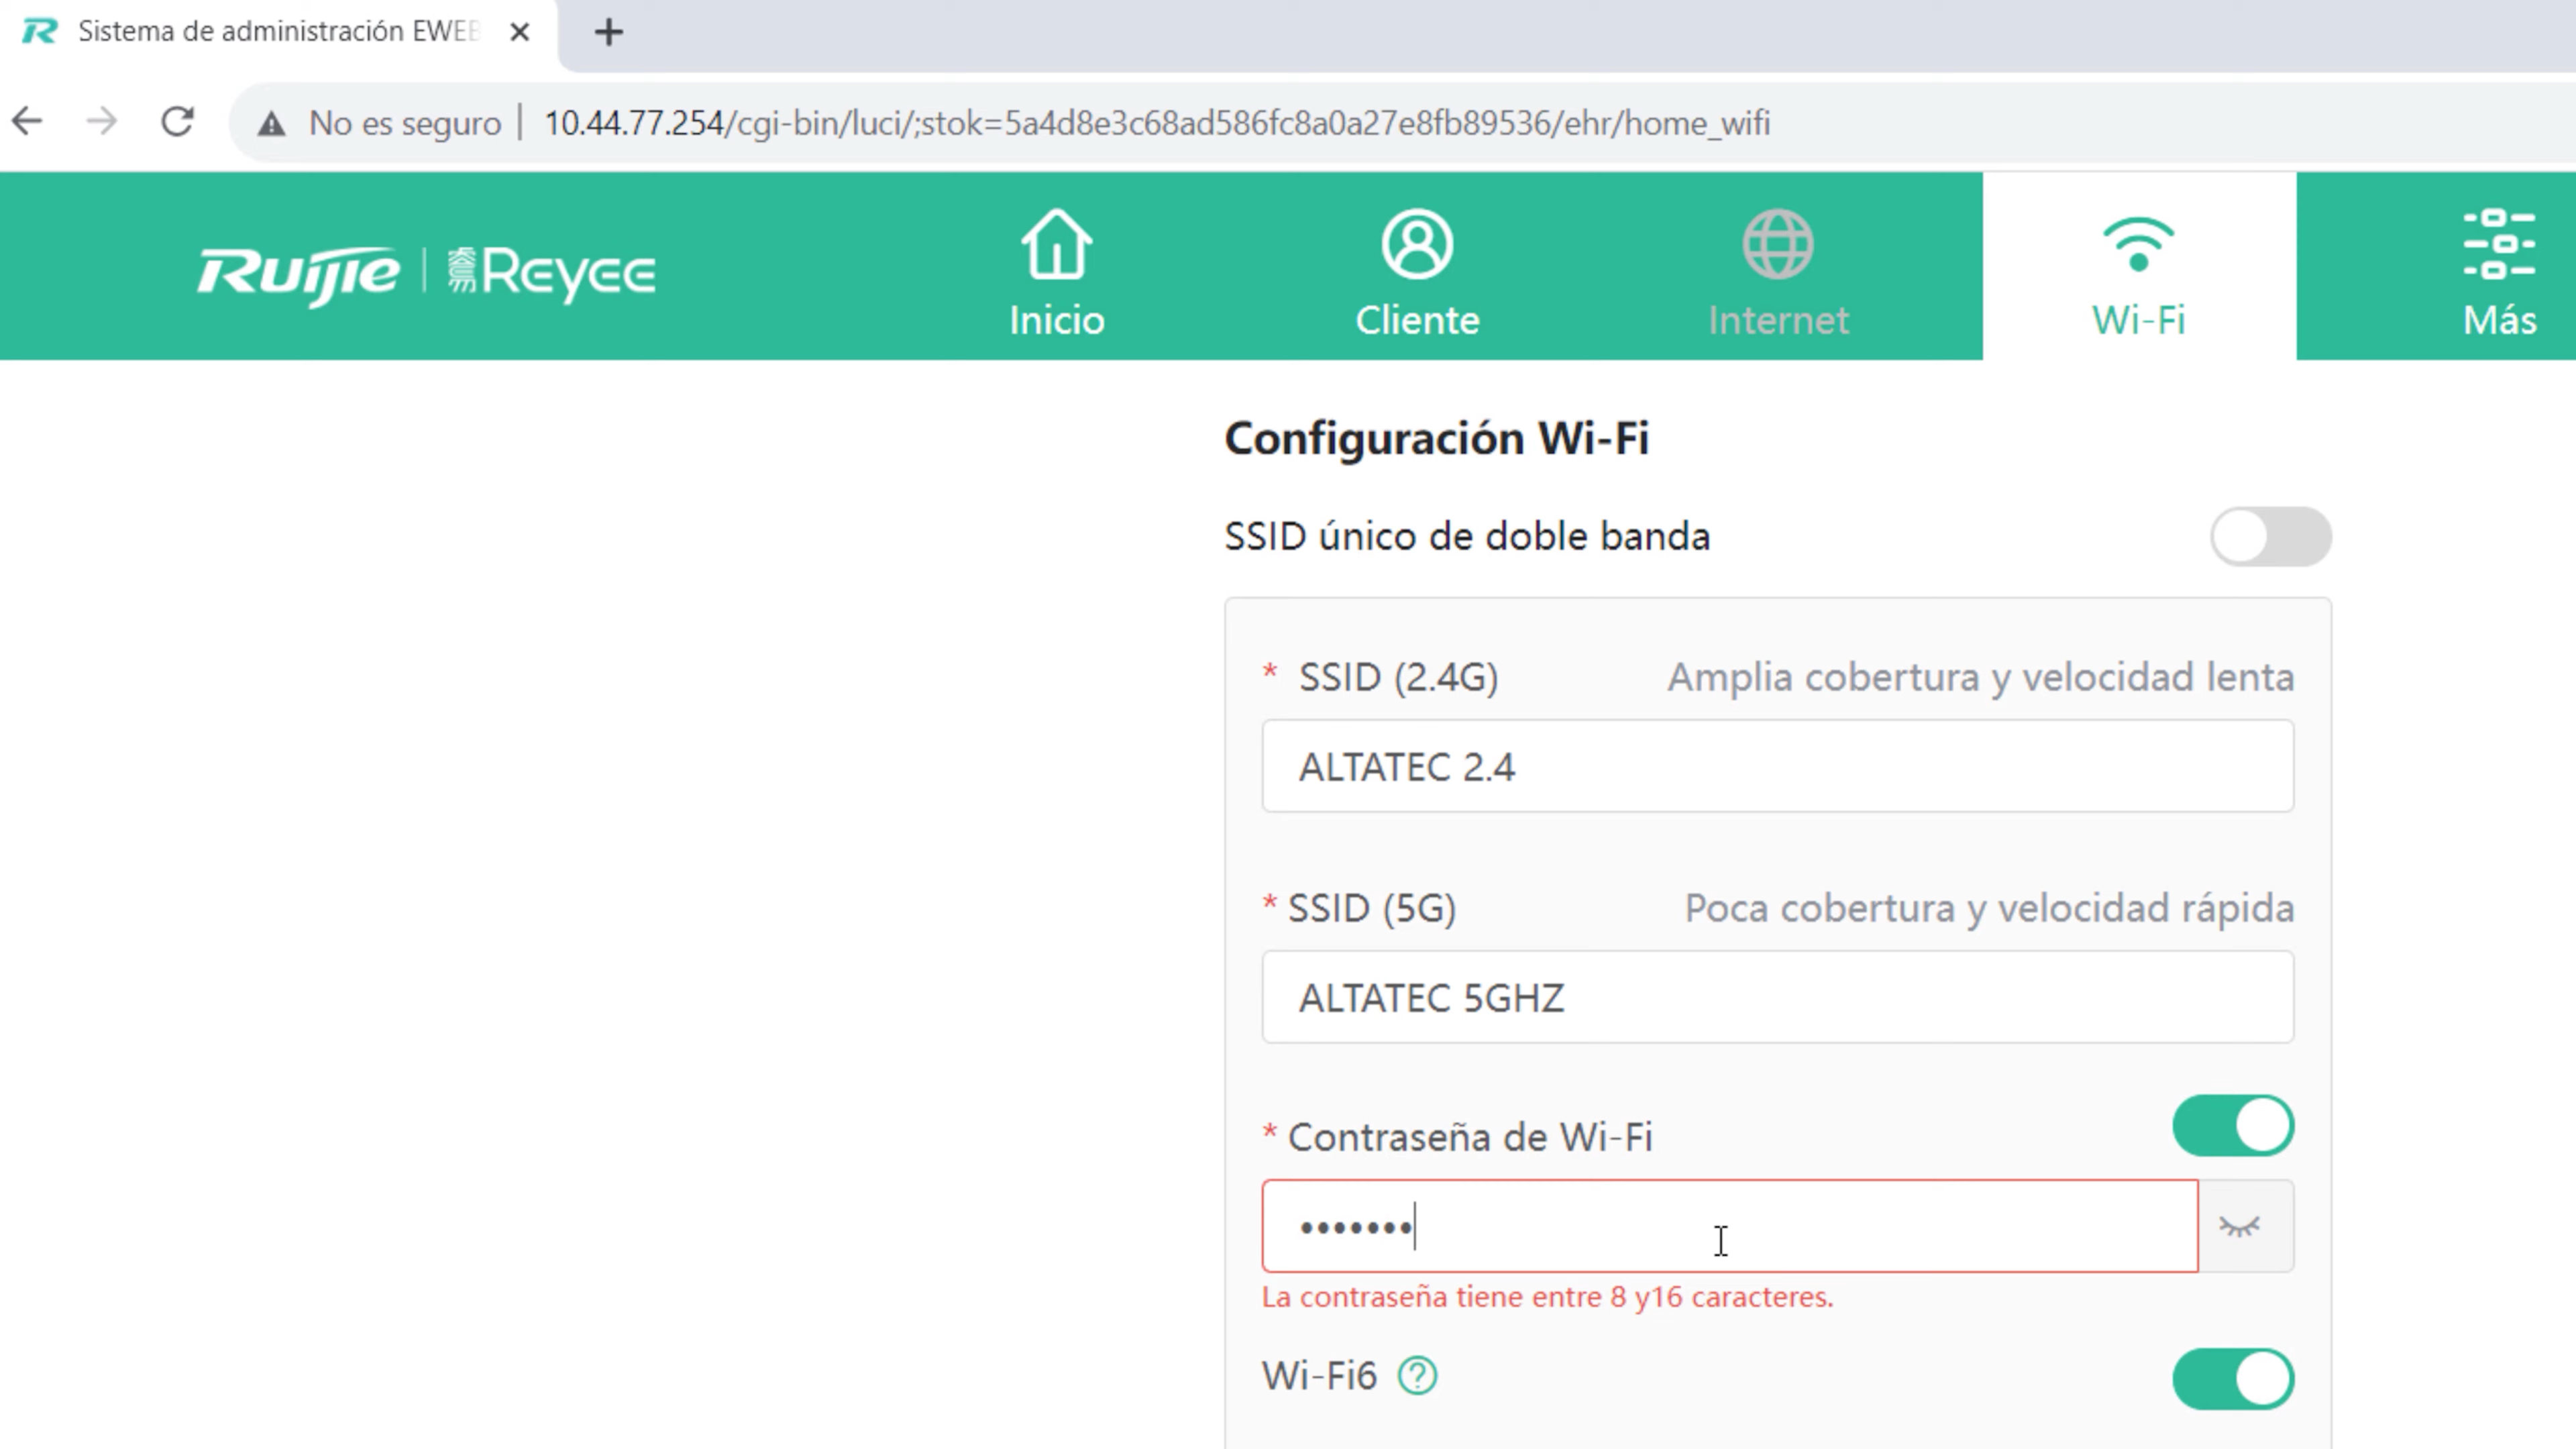 Sistema de administración EWEB
No es seguro | 10.44.77.254/cgi-bin/luci/;stok=5a4d8e3c68ad586fc8a0a27e8fb89536/ehr/home_wifi
Ruijie | 睿易 Reyee
Inicio
Cliente
Internet
Wi-Fi
Más
Configuración Wi-Fi
SSID único de doble banda
* SSID (2.4G) Amplia cobertura y velocidad lenta
ALTATEC 2.4
* SSID (5G) Poca cobertura y velocidad rápida
ALTATEC 5GHZ
* Contraseña de Wi-Fi
•••••••
La contraseña tiene entre 8 y16 caracteres.
Wi-Fi6 ?